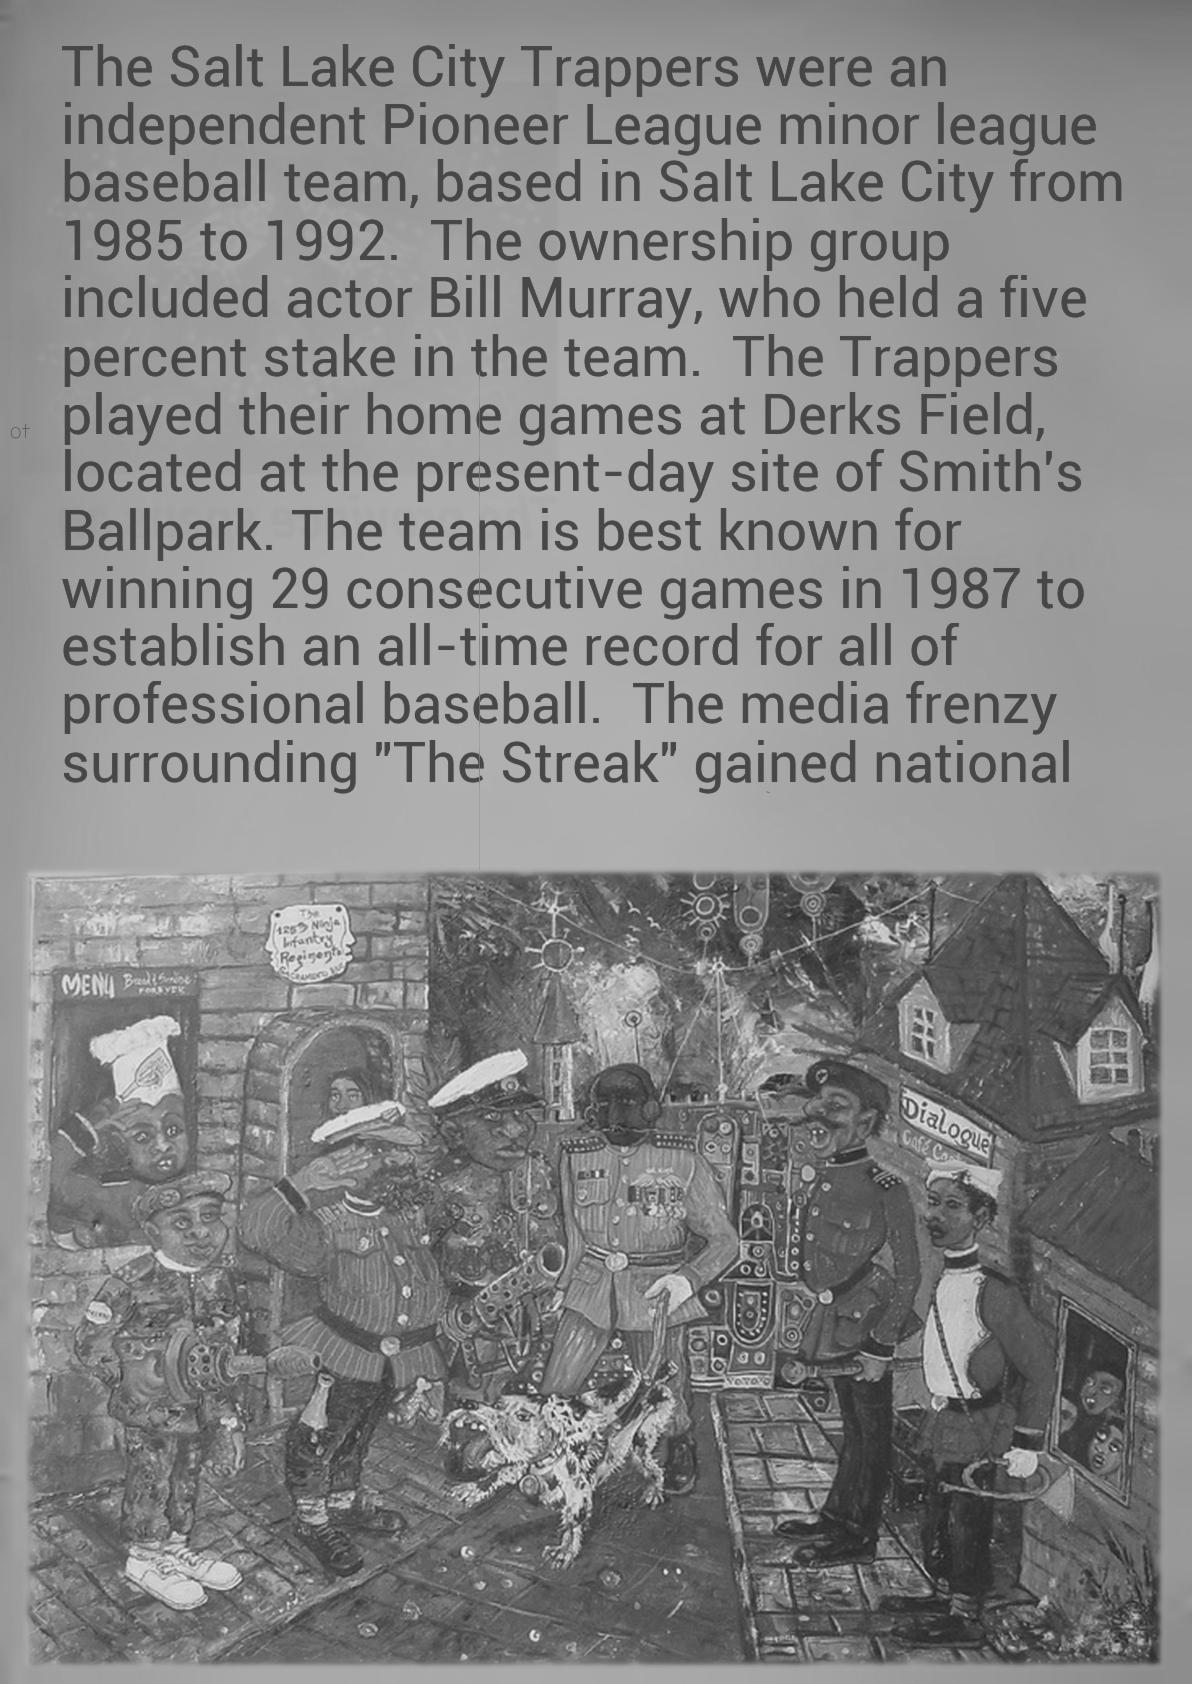 The Salt Lake City Trappers were an
independent Pioneer League minor league
baseball team, based in Salt Lake City from
1985 to 1992.  The ownership group
included actor Bill Murray, who held a five
percent stake in the team.  The Trappers
played their home games at Derks Field,
located at the present-day site of Smith's
Ballpark. The team is best known for
winning 29 consecutive games in 1987 to
establish an all-time record for all of
professional baseball.  The media frenzy
surrounding "The Streak" gained national
The
125th Ninja
Infantry
Regiment
MENU
FOREVER
Dialogue
Café